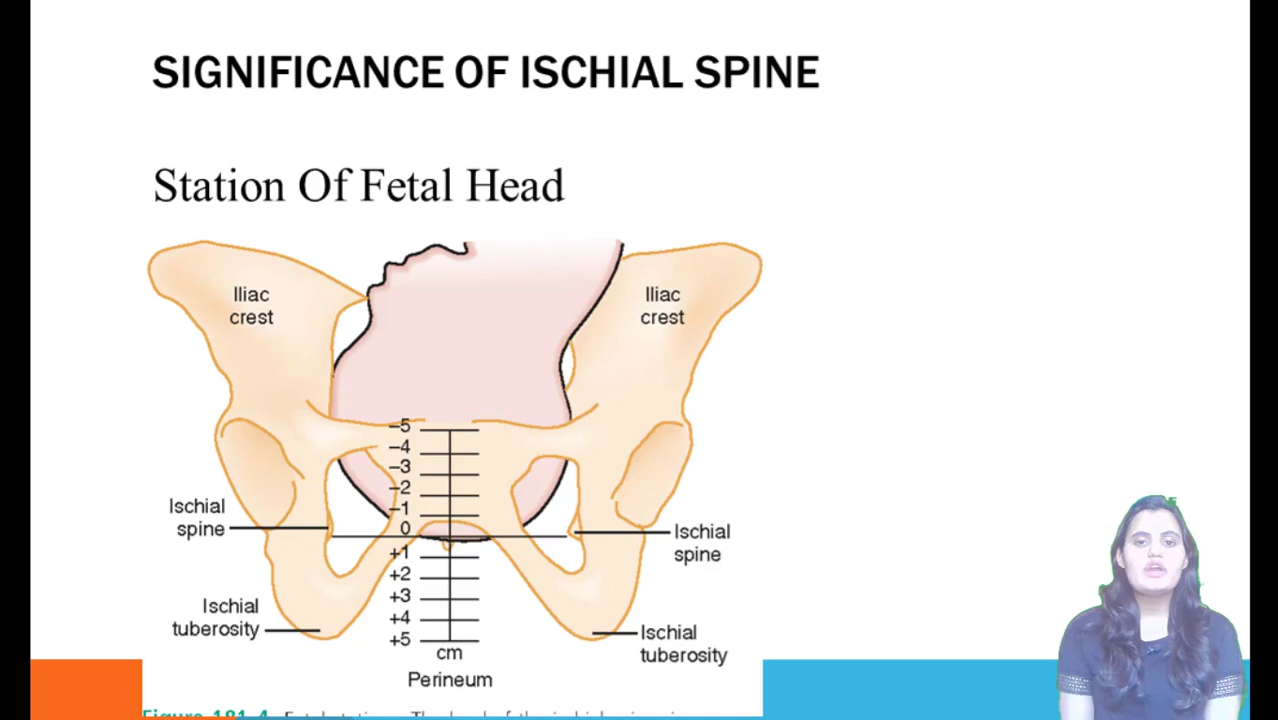 SIGNIFICANCE OF ISCHIAL SPINE
Station Of Fetal Head
Iliac
crest
Iliac
crest
–5
–4
–3
–2
–1
0
+1
+2
+3
+4
+5
cm
Perineum
Ischial
spine
Ischial
spine
Ischial
tuberosity
Ischial
tuberosity